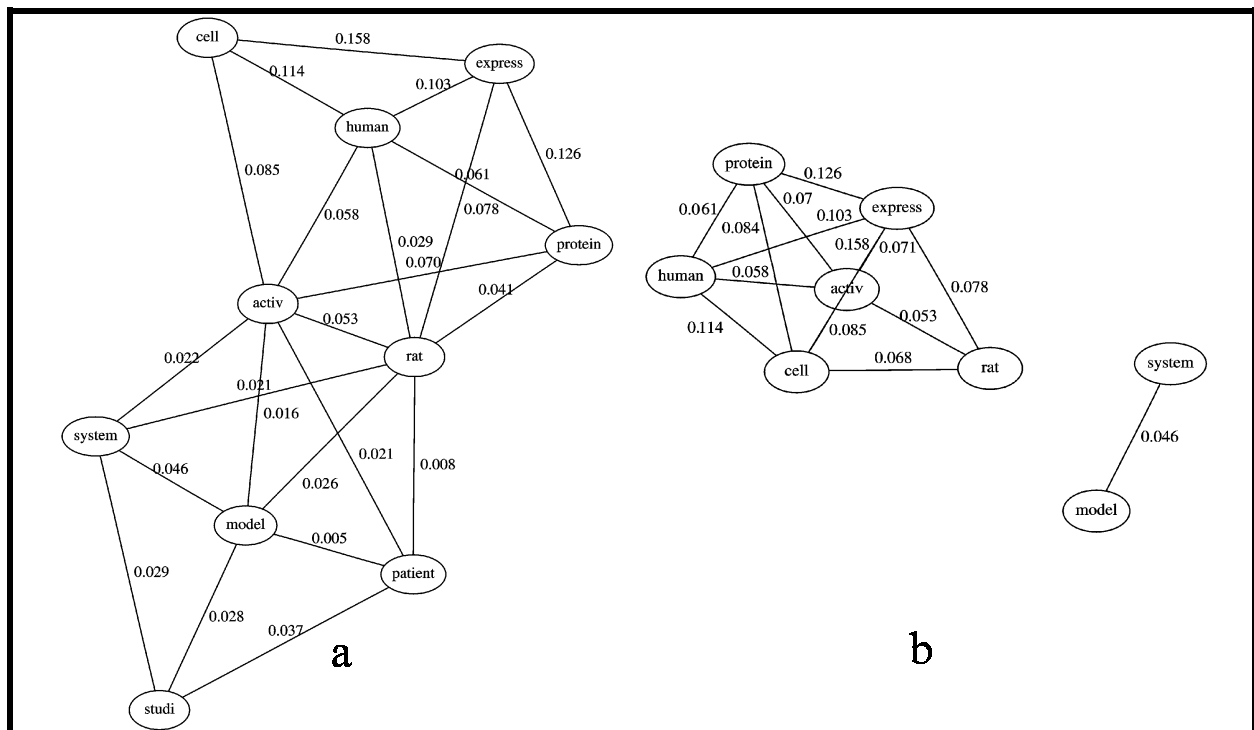 cell
0.158
express
0.114
0.103
human
0.126
0.085
0.061
0.078
0.058
0.029
protein
0.070
0.041
activ
0.053
rat
0.022
0.021
0.016
system
0.046
0.021
0.008
0.026
model
0.005
patient
0.029
0.028
0.037
studi
a
protein
0.126
0.07
express
0.061
0.103
0.084
0.158
0.071
human
0.058
activ
0.078
0.114
0.085
0.053
cell
0.068
rat
system
0.046
model
b